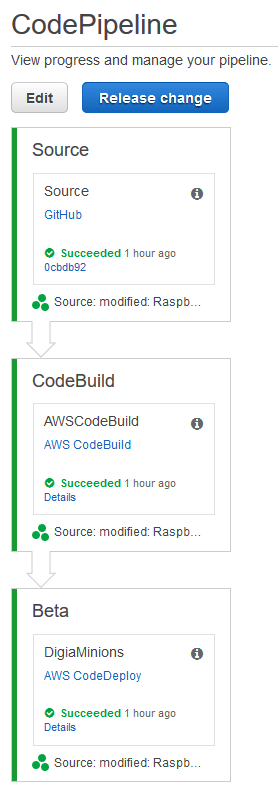 CodePipeline
View progress and manage your pipeline.
Edit
Release change
Source
Source
GitHub
Succeeded 1 hour ago
0cbdb92
Source: modified: Raspb...
CodeBuild
AWSCodeBuild
AWS CodeBuild
Succeeded 1 hour ago
Details
Source: modified: Raspb...
Beta
DigiaMinions
AWS CodeDeploy
Succeeded 1 hour ago
Details
Source: modified: Raspb...